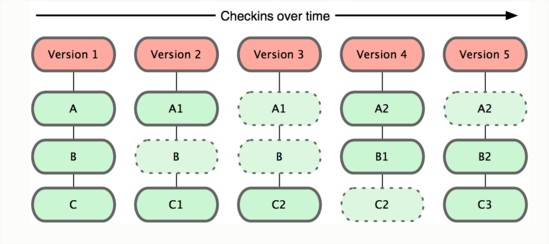 Checkins over time
Version 1 Version 2 Version 3 Version 4 Version 5
A A1 A1 A2 A2
B B B B1 B2
C C1 C2 C2 C3